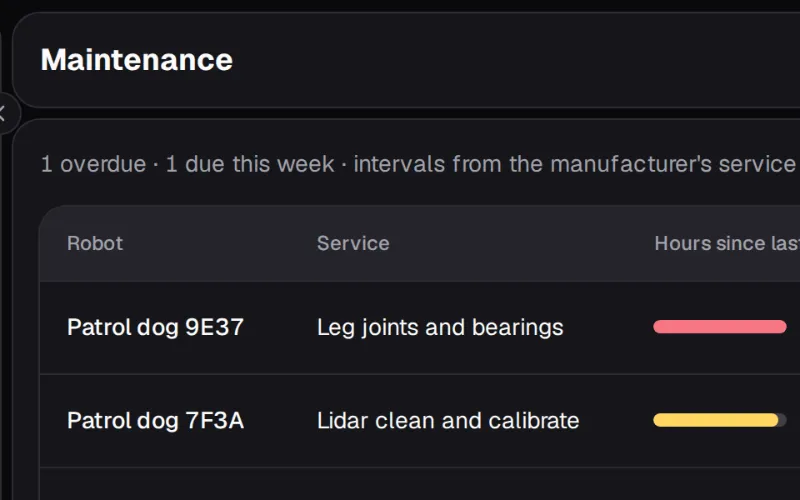 Maintenance
1 overdue · 1 due this week · intervals from the manufacturer's service
Robot Service Hours since last
Patrol dog 9E37 Leg joints and bearings
Patrol dog 7F3A Lidar clean and calibrate